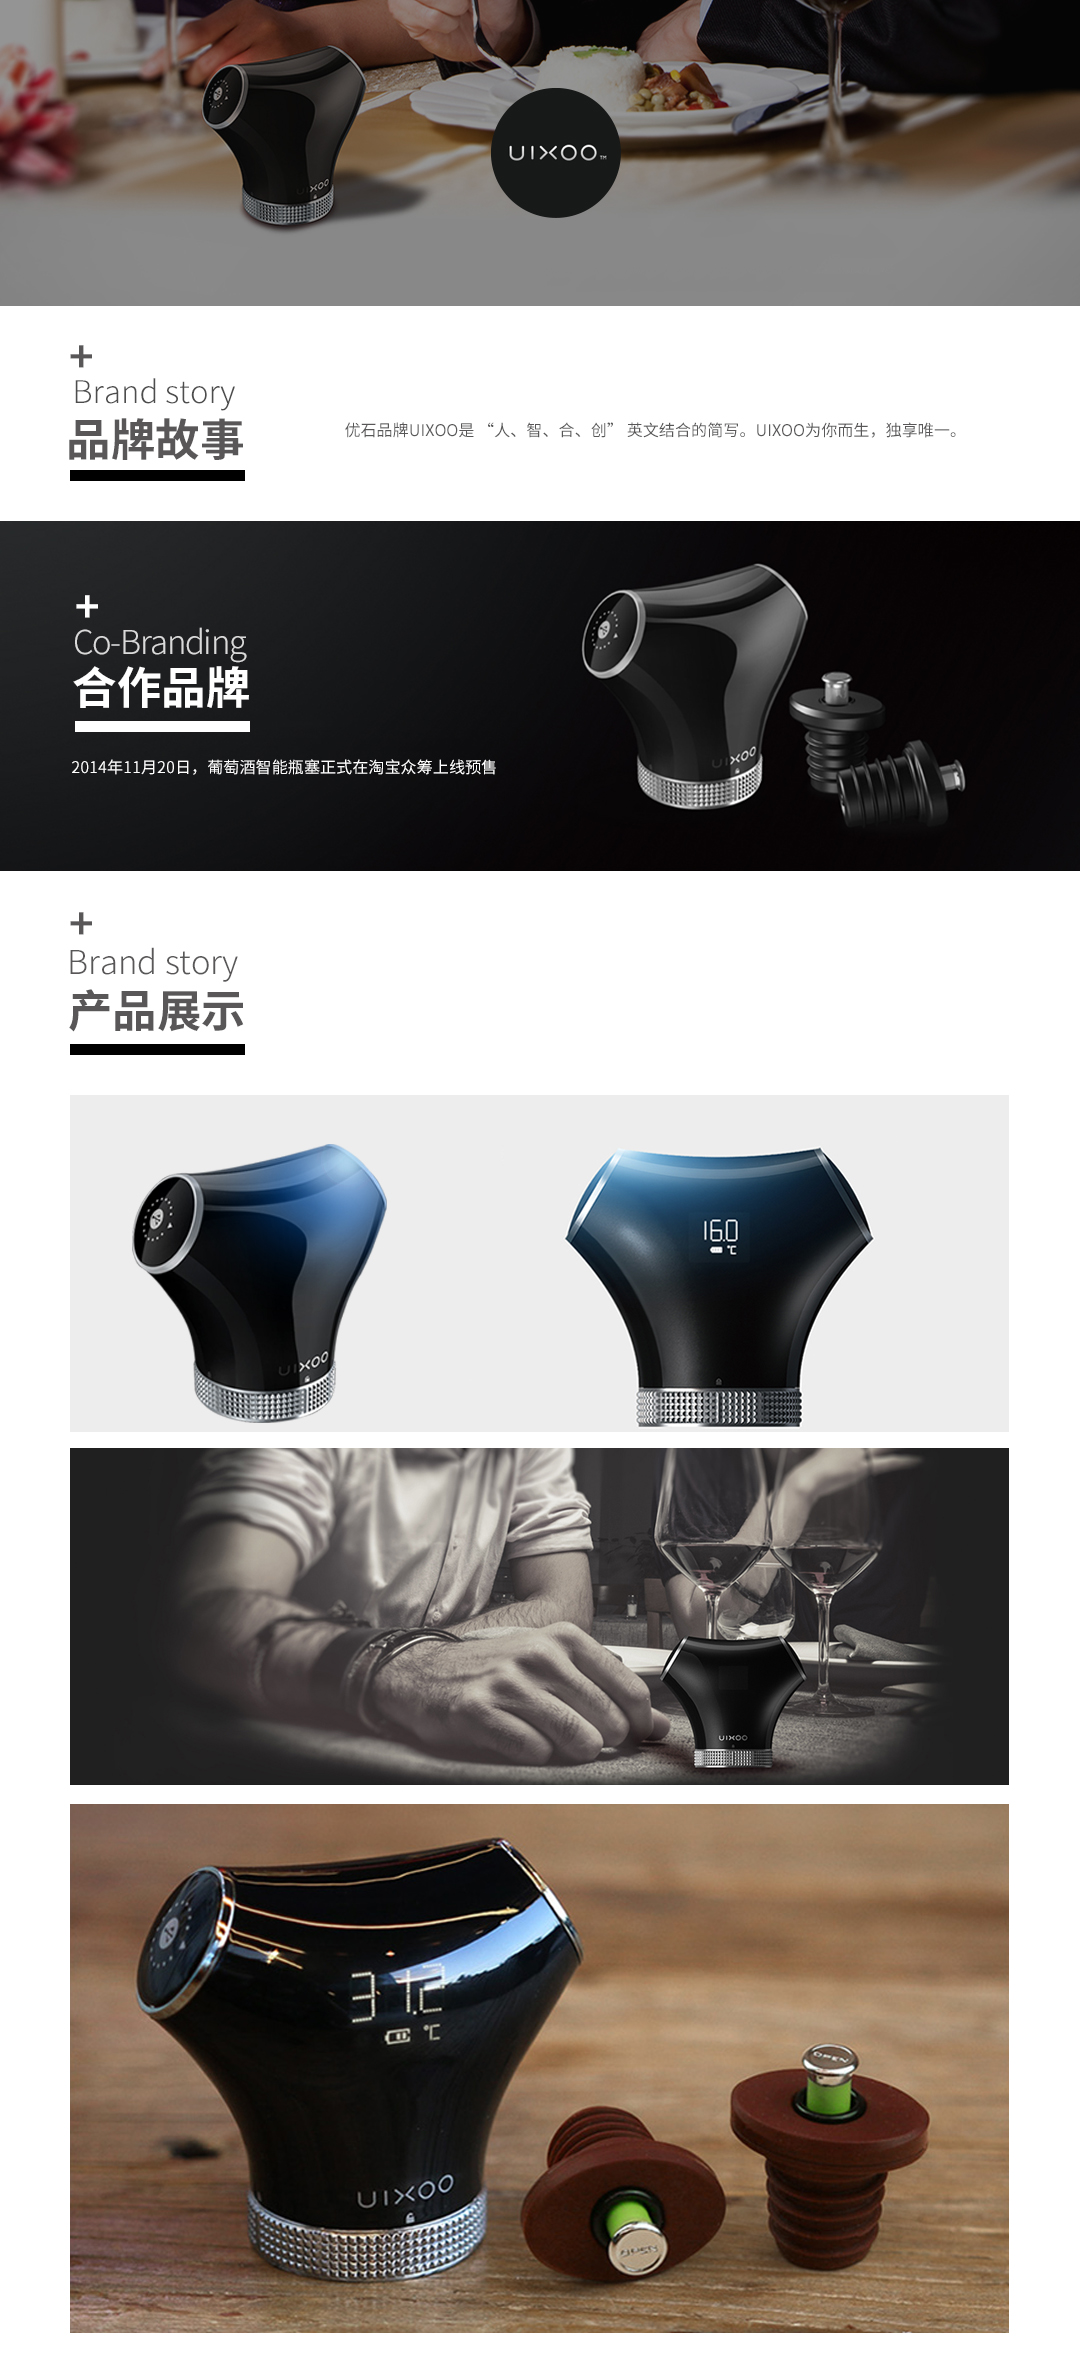 UIXOO
UIXOO™
Brand story
品牌故事
优石品牌UIXOO是 “人、智、合、创” 英文结合的简写。UIXOO为你而生，独享唯一。
Co-Branding
合作品牌
2014年11月20日，葡萄酒智能瓶塞正式在淘宝众筹上线预售
UIXOO
Brand story
产品展示
16.0
℃
UIXOO
UIXOO
31.2
℃
UIXOO
OPEN
OPEN